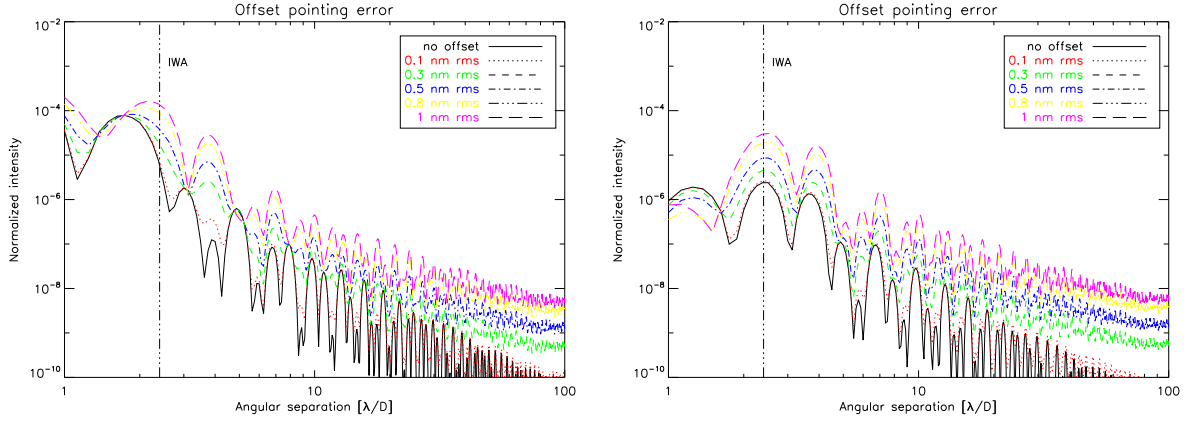 Offset pointing error
Normalized intensity
10⁻²
10⁻⁴
10⁻⁶
10⁻⁸
10⁻¹⁰
IWA
no offset
0.1 nm rms
0.3 nm rms
0.5 nm rms
0.8 nm rms
1 nm rms
1 10 100
Angular separation [λ/D]
Offset pointing error
Normalized intensity
10⁻²
10⁻⁴
10⁻⁶
10⁻⁸
10⁻¹⁰
IWA
no offset
0.1 nm rms
0.3 nm rms
0.5 nm rms
0.8 nm rms
1 nm rms
1 10 100
Angular separation [λ/D]